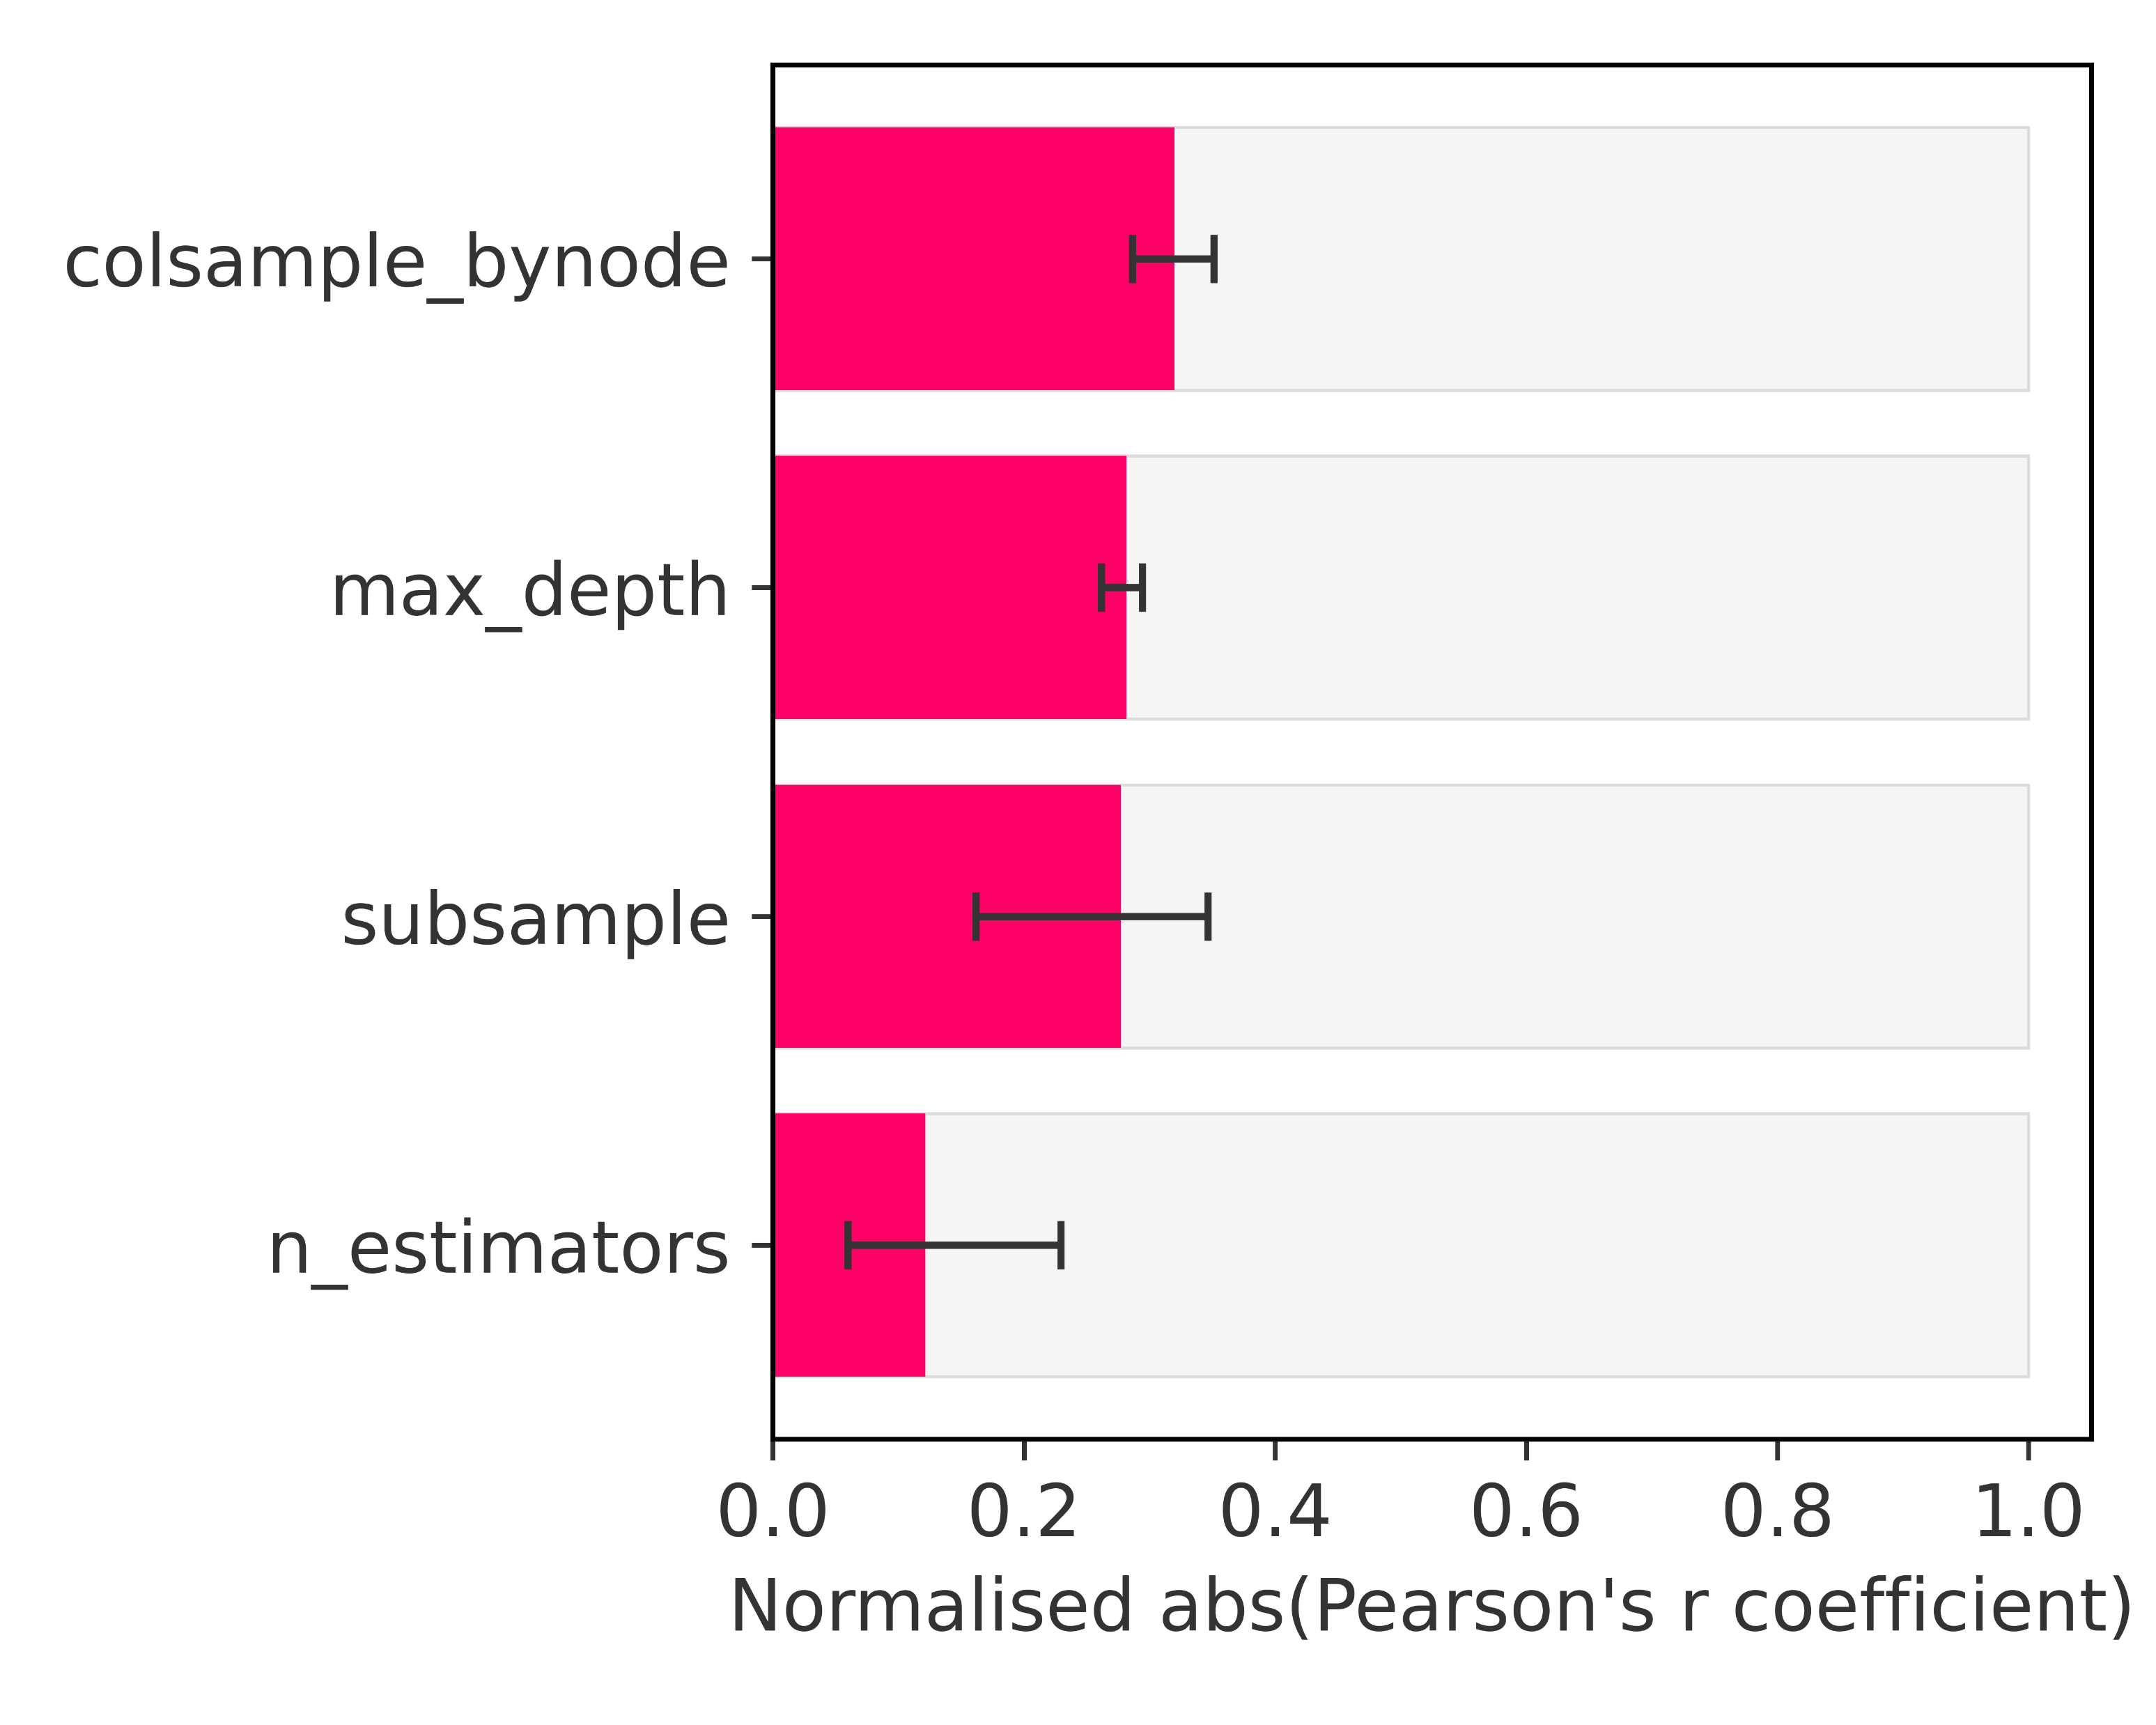 colsample_bynode
max_depth
subsample
n_estimators
0.0 0.2 0.4 0.6 0.8 1.0
Normalised abs(Pearson's r coefficient)